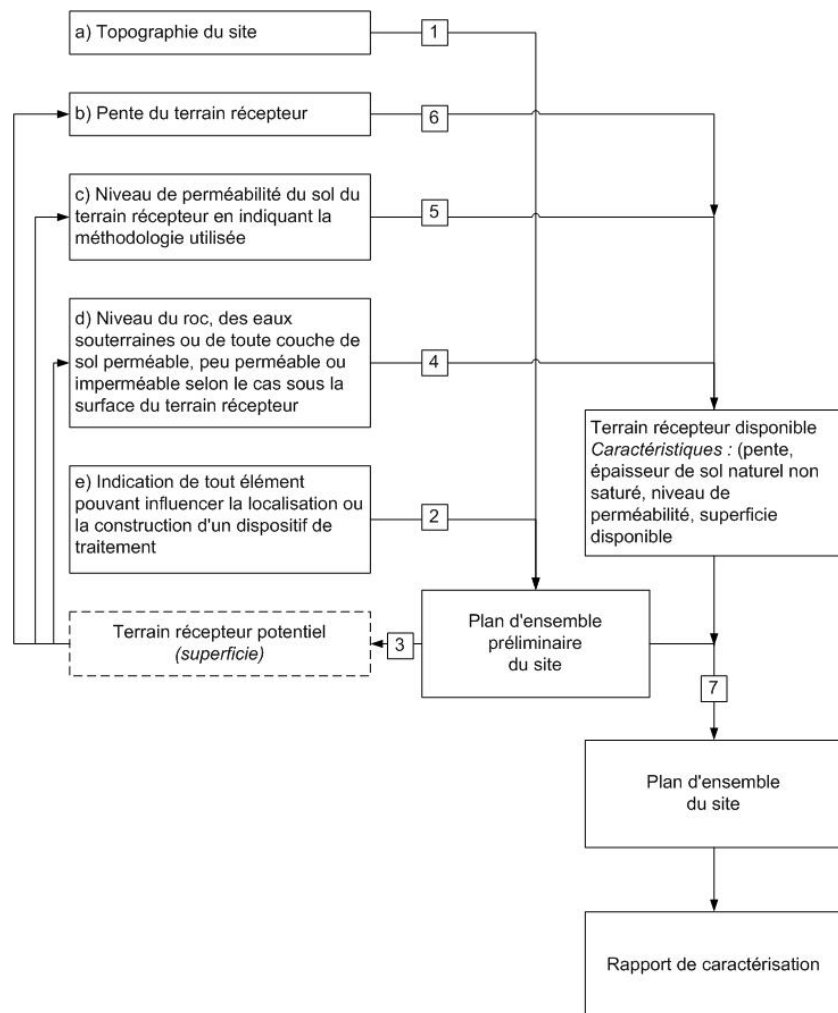 a) Topographie du site
1
b) Pente du terrain récepteur
6
c) Niveau de perméabilité du sol du
terrain récepteur en indiquant la
méthodologie utilisée
5
d) Niveau du roc, des eaux
souterraines ou de toute couche de
sol perméable, peu perméable ou
imperméable selon le cas sous la
surface du terrain récepteur
4
Terrain récepteur disponible
Caractéristiques : (pente,
épaisseur de sol naturel non
saturé, niveau de
perméabilité, superficie
disponible
e) Indication de tout élément
pouvant influencer la localisation ou
la construction d'un dispositif de
traitement
2
Terrain récepteur potentiel
(superficie)
3
Plan d'ensemble
préliminaire
du site
7
Plan d'ensemble
du site
Rapport de caractérisation